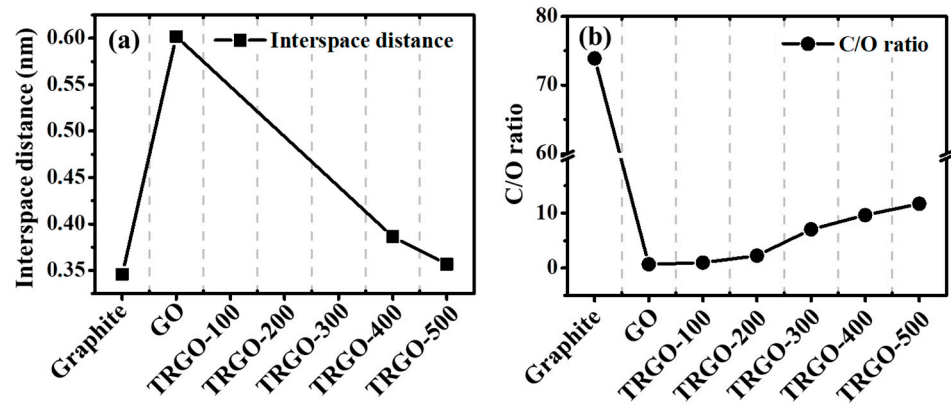 (a)
Interspace distance
Interspace distance (nm)
0.60
0.55
0.50
0.45
0.40
0.35
Graphite
GO
TRGO-100
TRGO-200
TRGO-300
TRGO-400
TRGO-500
(b)
C/O ratio
C/O ratio
80
70
60
10
0
Graphite
GO
TRGO-100
TRGO-200
TRGO-300
TRGO-400
TRGO-500